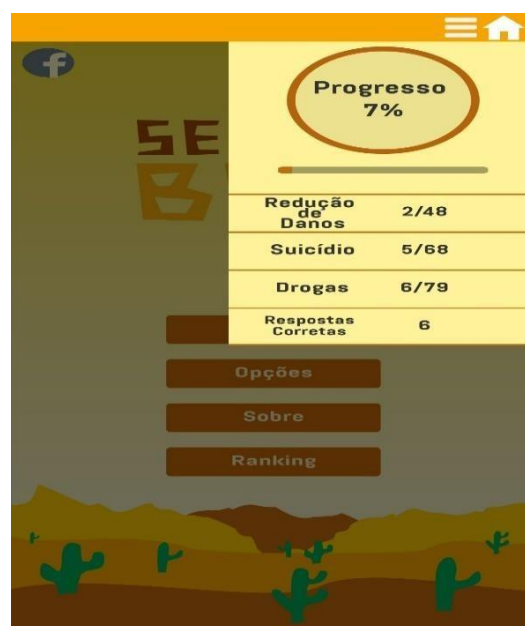 f
Progresso
7%
SE
B
Redução
de
Danos
2/48
Suicídio 5/68
Drogas 6/79
Respostas
Corretas
6
Opções
Sobre
Ranking